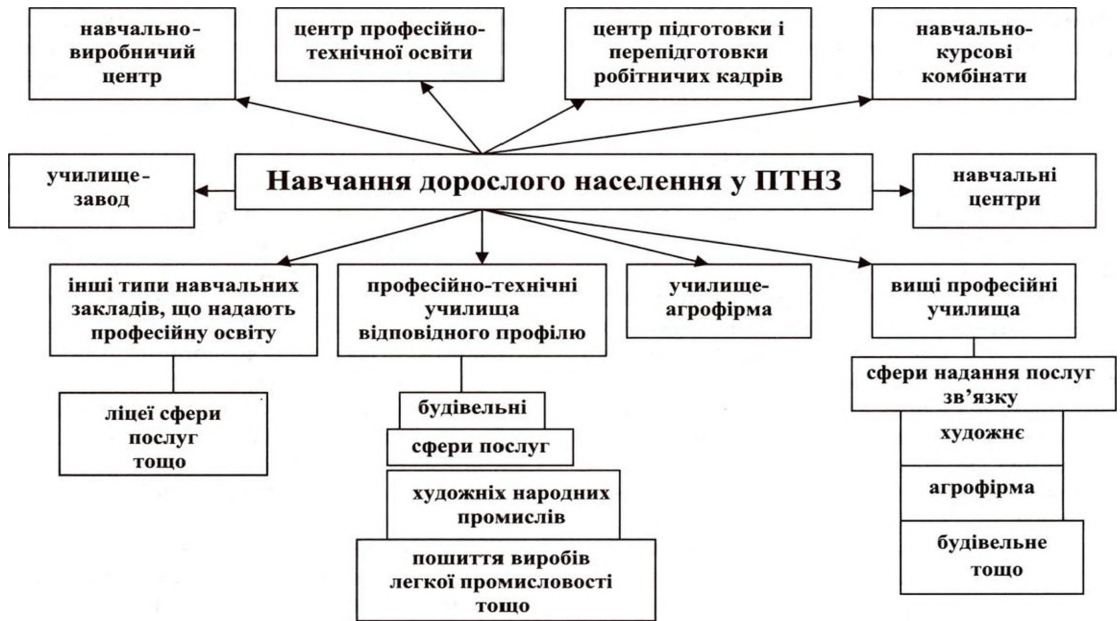 навчально-
виробничий
центр
центр професійно-
технічної освіти
центр підготовки і
перепідготовки
робітничих кадрів
навчально-
курсові
комбінати
училище-
завод
Навчання дорослого населення у ПТНЗ
навчальні
центри
інші типи навчальних
закладів, що надають
професійну освіту
професійно-технічні
училища
відповідного профілю
училище-
агрофірма
вищі професійні
училища
ліцеї сфери
послуг
тощо
будівельні
сфери послуг
художніх народних
промислів
пошиття виробів
легкої промисловості
тощо
сфери надання послуг
зв’язку
художнє
агрофірма
будівельне
тощо